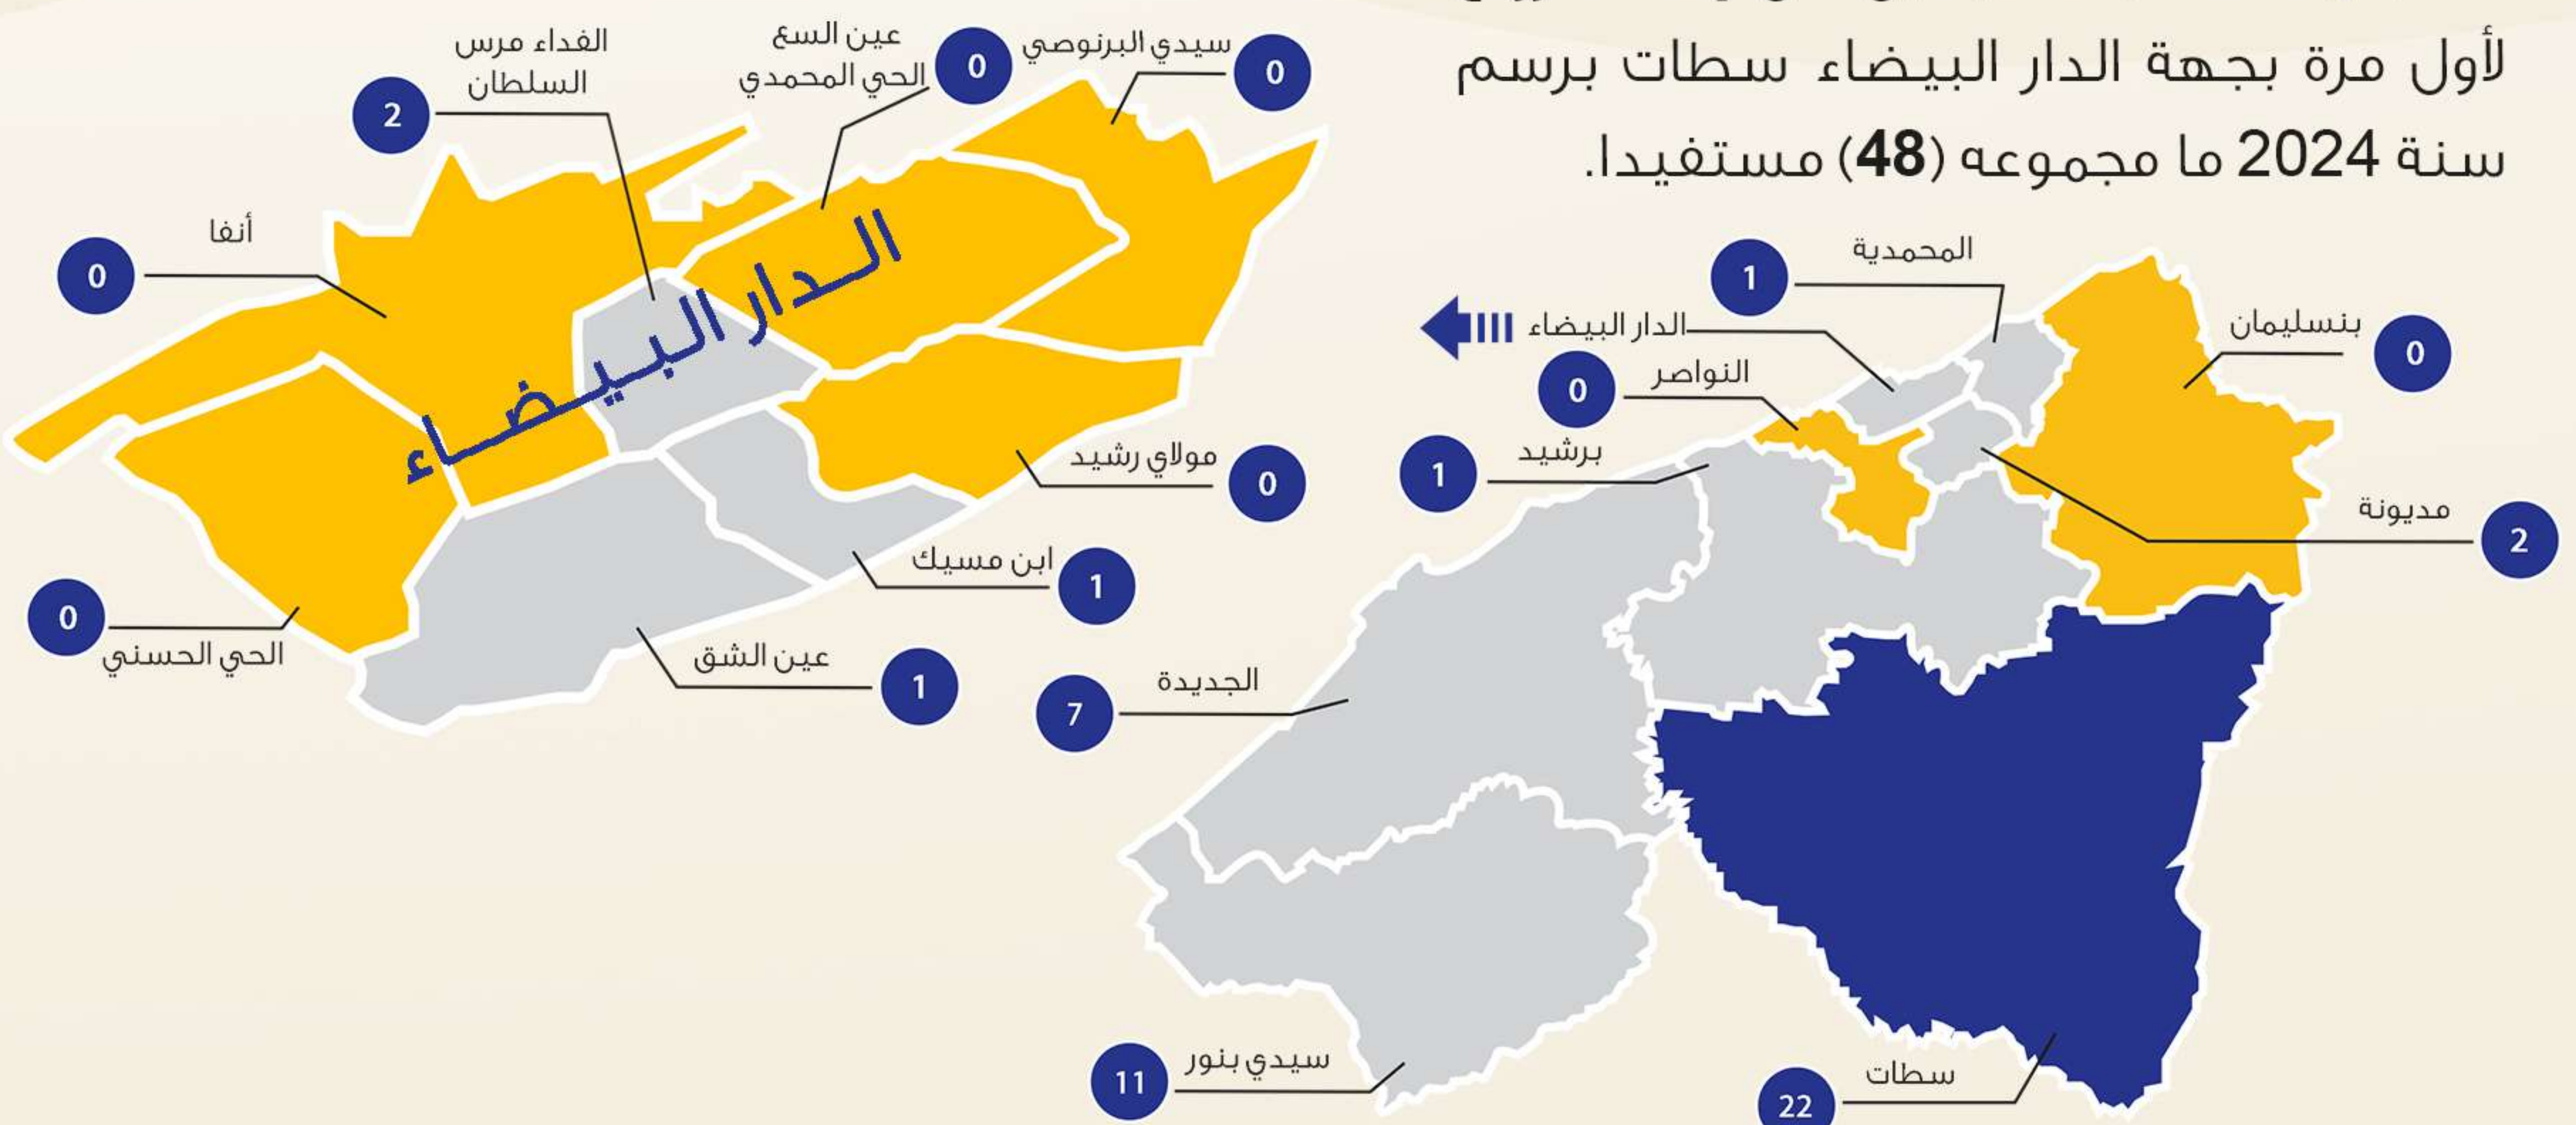 لأول مرة بجهة الدار البيضاء سطات برسم
سنة 2024 ما مجموعه (48) مستفيدا.
المحمدية
1
بنسليمان
0
الدار البيضاء
النواصر
0
برشيد
1
مديونة
2
الجديدة
7
سيدي بنور
11
سطات
22
سيدي البرنوصي
0
عين السع
الحي المحمدي
0
الفداء مرس
السلطان
2
أنفا
0
الدار البيضاء
مولاي رشيد
0
ابن مسيك
1
عين الشق
1
الحي الحسني
0